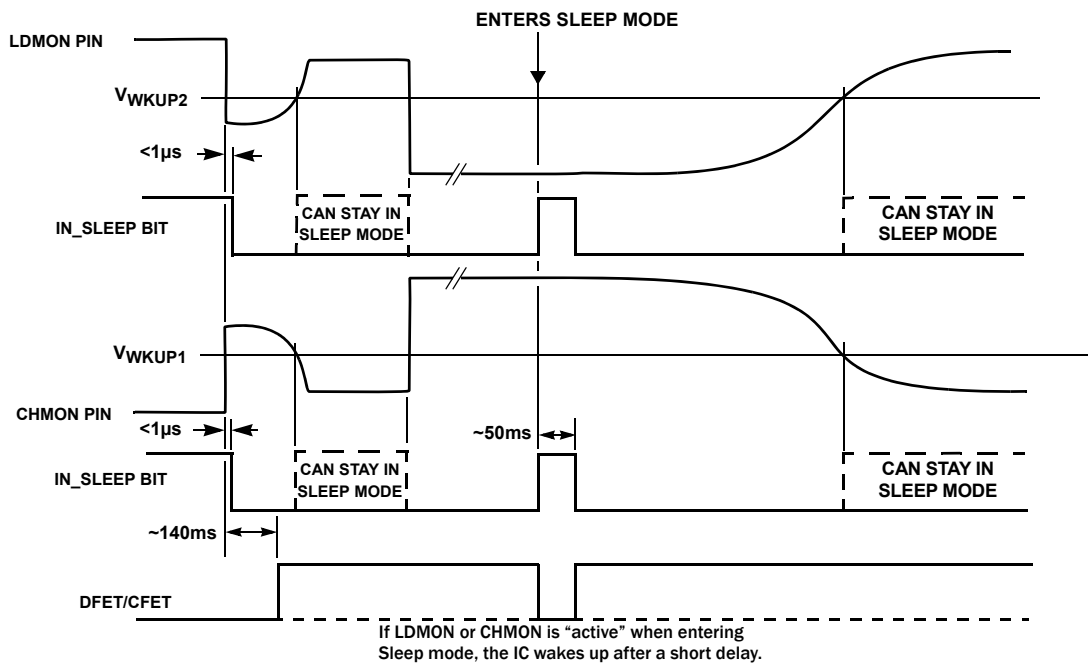 ENTERS SLEEP MODE
LDMON PIN
VWKUP2
<1µs
IN_SLEEP BIT
CAN STAY IN
SLEEP MODE
CAN STAY IN
SLEEP MODE
VWKUP1
CHMON PIN
<1µs
~50ms
IN_SLEEP BIT
CAN STAY IN
SLEEP MODE
CAN STAY IN
SLEEP MODE
~140ms
DFET/CFET
If LDMON or CHMON is “active” when entering
Sleep mode, the IC wakes up after a short delay.